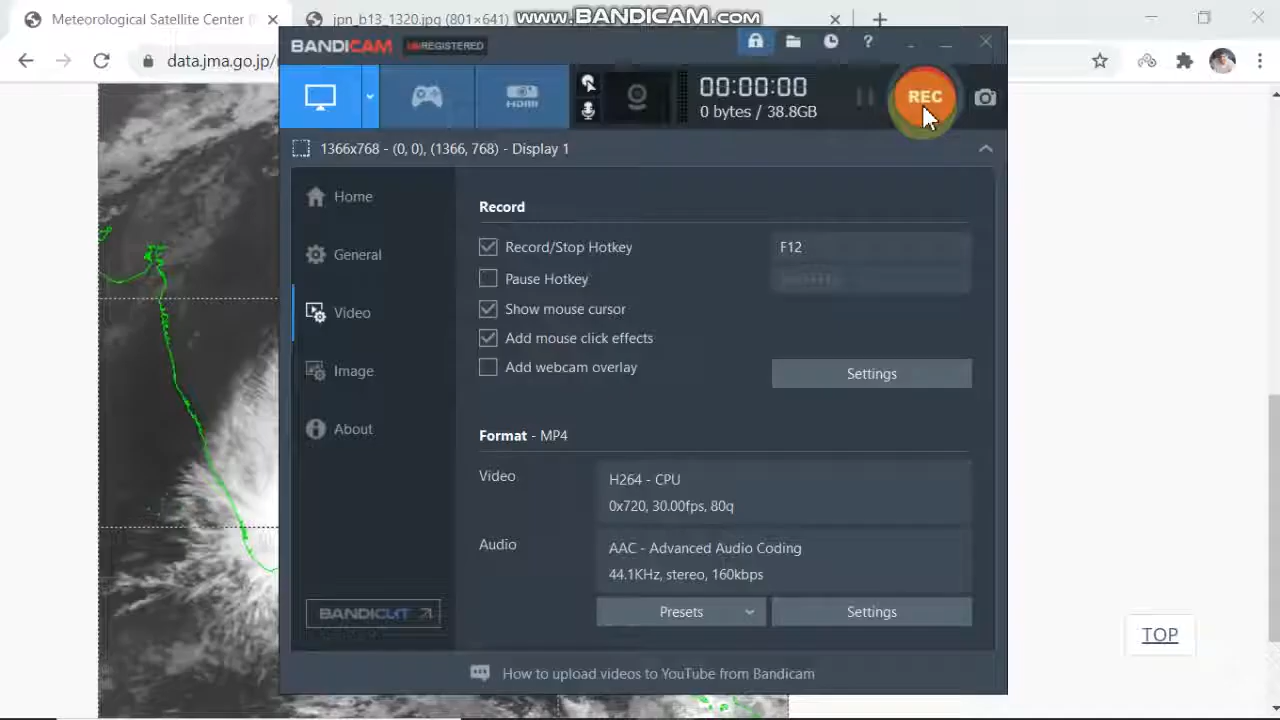 Meteorological Satellite Center (
jpn_b13_1320.jpg (801×641)
www.BANDICAM.com
data.jma.go.jp/
BANDICAM UNREGISTERED
00:00:00
0 bytes / 38.8GB
REC
HDMI
1366x768 - (0, 0), (1366, 768) - Display 1
Home
General
Video
Image
About
BANDICUT
Record
Record/Stop Hotkey
F12
Pause Hotkey
Show mouse cursor
Add mouse click effects
Add webcam overlay
Settings
Format - MP4
Video
H264 - CPU
0x720, 30.00fps, 80q
Audio
AAC - Advanced Audio Coding
44.1KHz, stereo, 160kbps
Presets
Settings
How to upload videos to YouTube from Bandicam
TOP